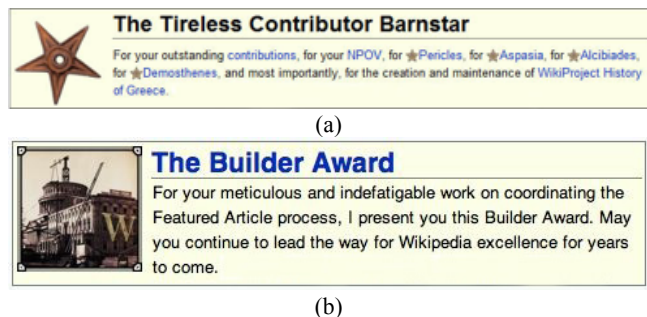 The Tireless Contributor Barnstar
For your outstanding contributions, for your NPOV, for Pericles, for Aspasia, for Alcibiades,
for Demosthenes, and most importantly, for the creation and maintenance of WikiProject History
of Greece.
(a)
The Builder Award
For your meticulous and indefatigable work on coordinating the
Featured Article process, I present you this Builder Award. May
you continue to lead the way for Wikipedia excellence for years
to come.
W
(b)